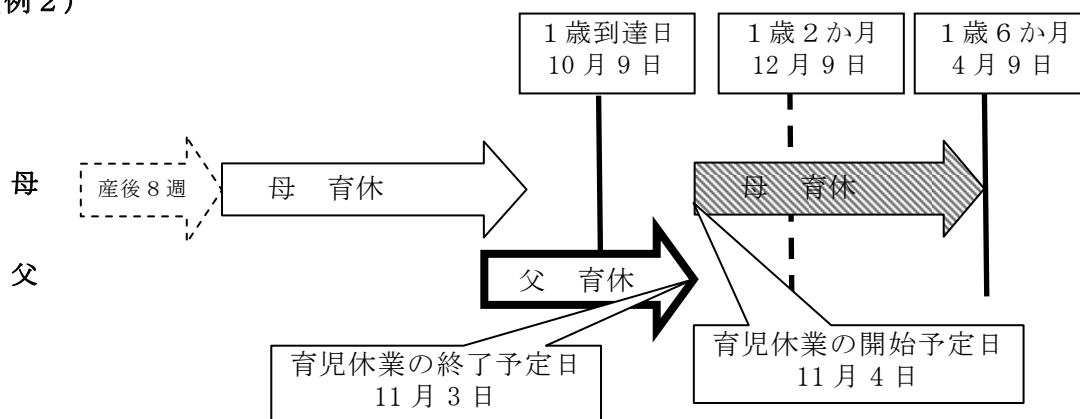 例２）
１歳到達日
10 月 9 日
１歳２か月
12 月 9 日
１歳６か月
4 月 9 日
母
産後８週
母　育休
母　育休
父
父　育休
育児休業の終了予定日
11 月 3 日
育児休業の開始予定日
11 月 4 日